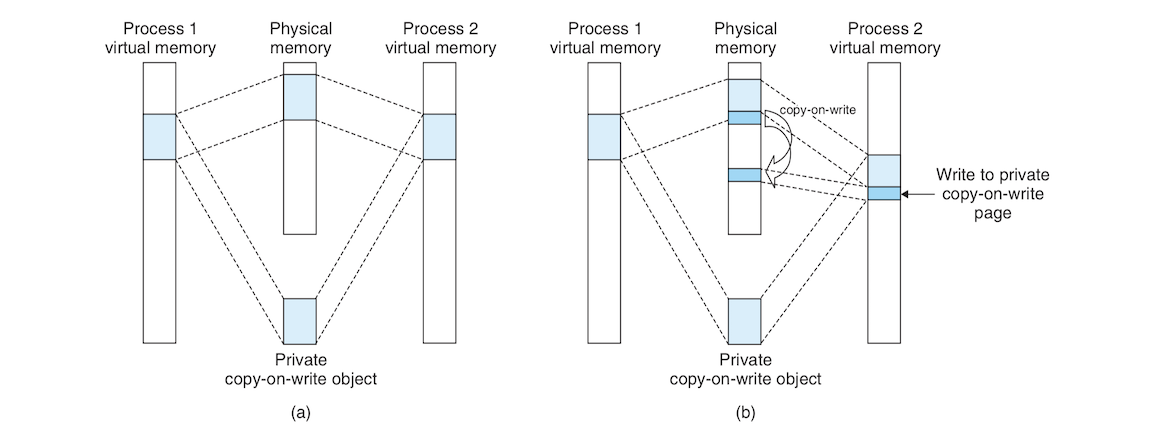 Process 1
virtual memory
Physical
memory
Process 2
virtual memory
Private
copy-on-write object
(a)
Process 1
virtual memory
Physical
memory
Process 2
virtual memory
copy-on-write
Write to private
copy-on-write
page
Private
copy-on-write object
(b)